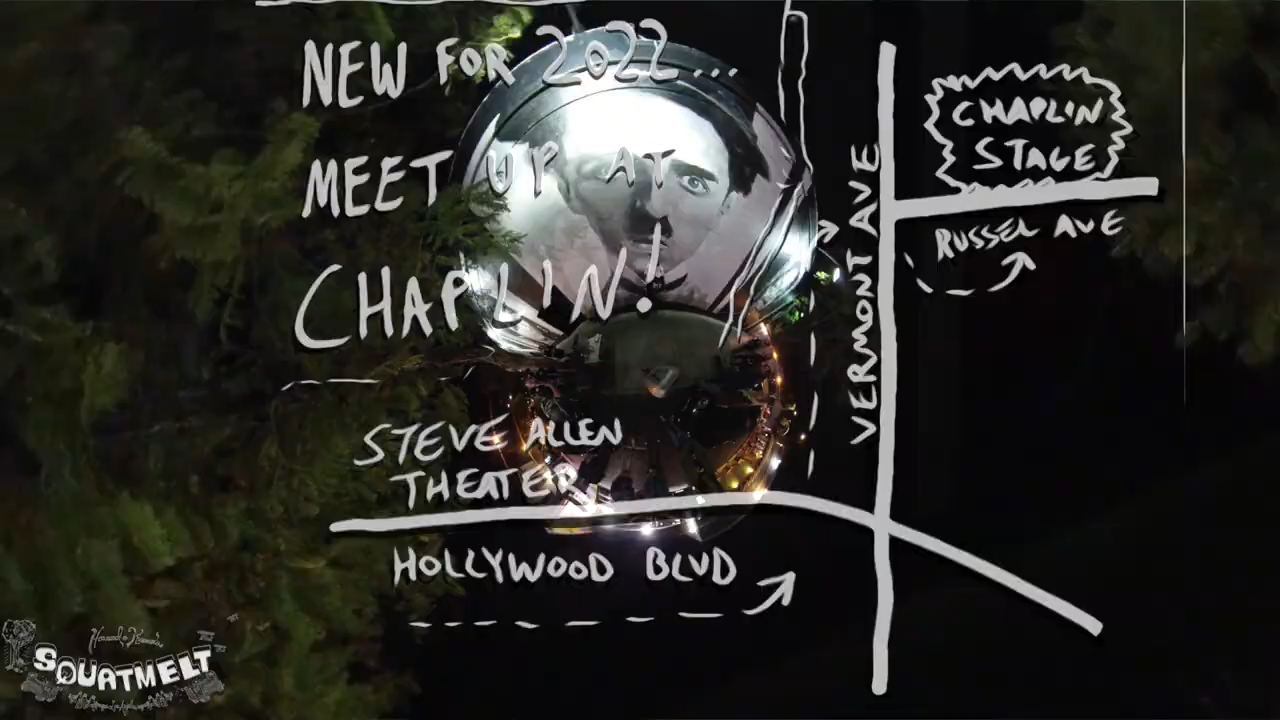 NEW FOR 2022...
MEET UP AT
CHAPLIN!
CHAPLIN
STAGE
RUSSEL AVE
VERMONT AVE
STEVE ALLEN
THEATER
HOLLYWOOD BLVD
SQUATMELT